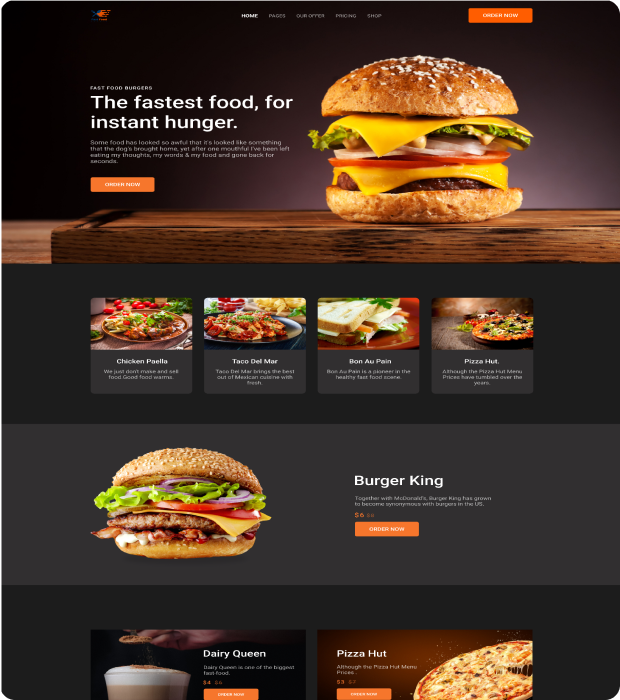 HOME PAGES OUR OFFER PRICING SHOP ORDER NOW
FAST FOOD BURGERS
The fastest food, for
instant hunger.
Some food has looked so awful that it's looked like something
that the dog's brought home, yet after one mouthful I've been left
eating my thoughts, my words & my food and gone back for
seconds.
ORDER NOW
Chicken Paella
We just don't make and sell
food.Good food warms.
Taco Del Mar
Taco Del Mar brings the best
out of Mexican cuisine with
fresh.
Bon Au Pain
Bon Au Pain is a pioneer in the
healthy fast food scene.
Pizza Hut.
Although the Pizza Hut Menu
Prices have tumbled over the
years.
Burger King
Together with McDonald's, Burger King has grown
to become synonymous with burgers in the US.
$6 $8
ORDER NOW
Dairy Queen
Dairy Queen is one of the biggest
fast-food.
$4 $6
ORDER NOW
Pizza Hut
Although the Pizza Hut Menu
Prices..
$3 $7
ORDER NOW